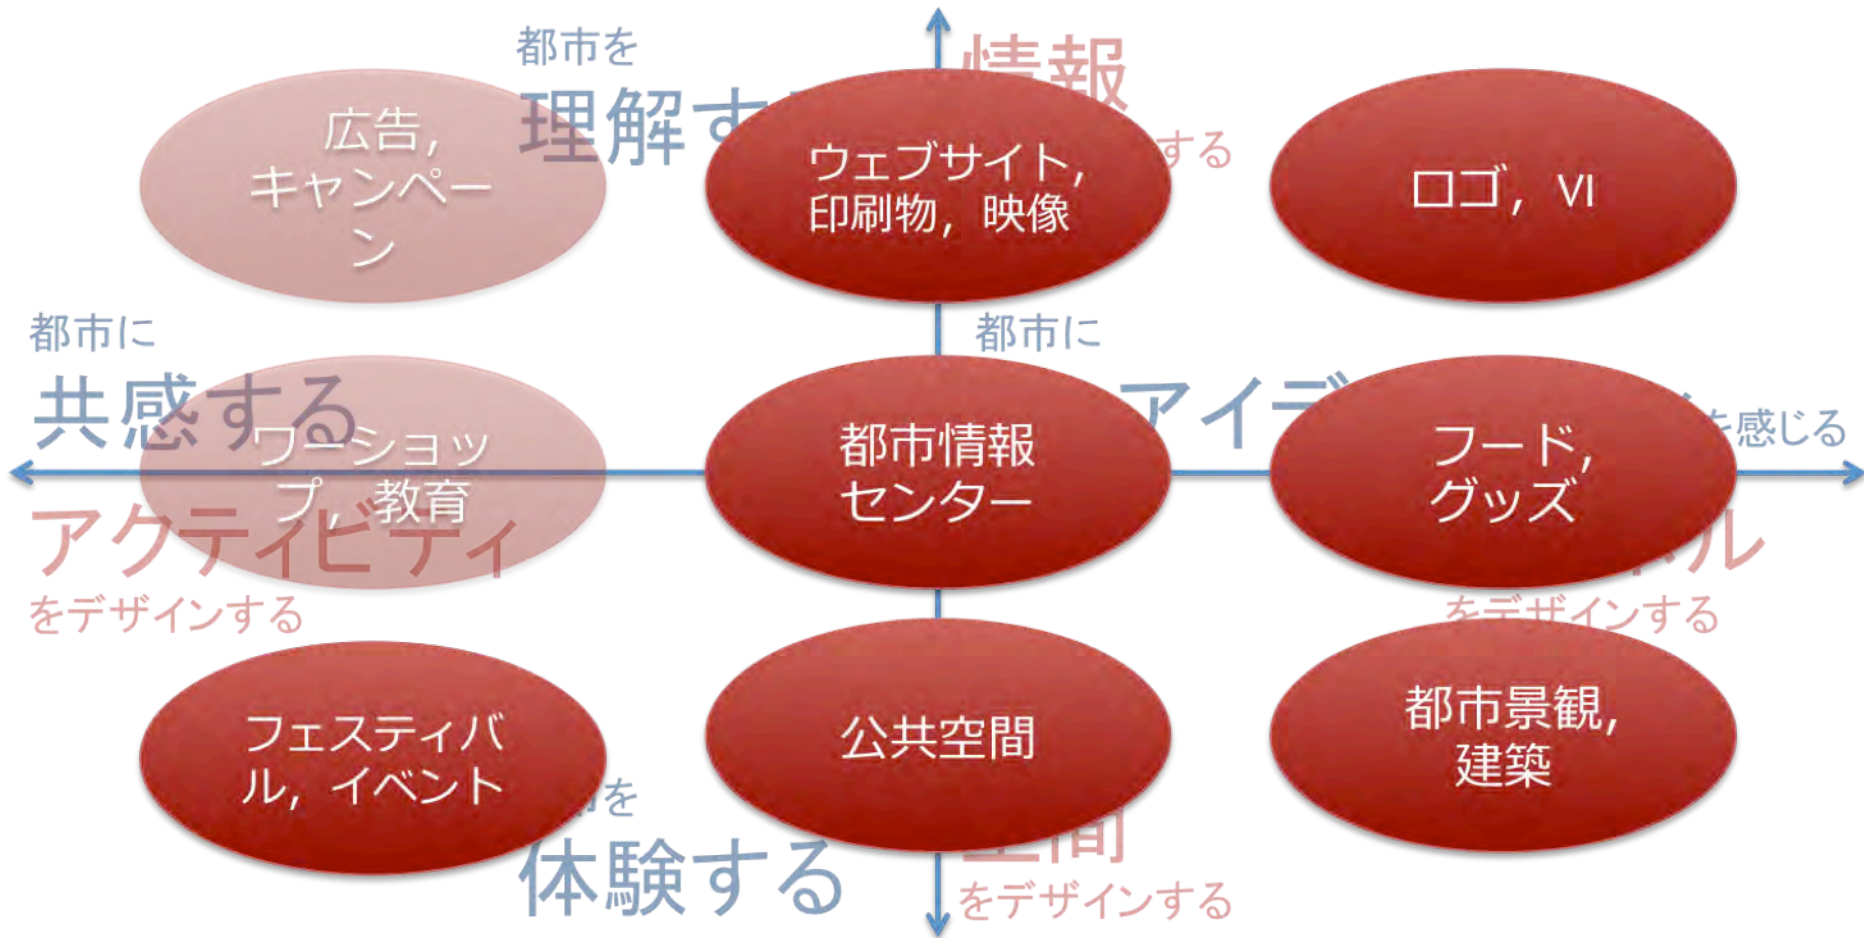 都市を
理解す
情報
する
広告,
キャンペー
ン
ウェブサイト,
印刷物, 映像
ロゴ, VI
都市に
共感する
都市に
アイデ
を感じる
ワーショッ
プ, 教育
都市情報
センター
フード,
グッズ
アクティビティ
をデザインする
ネル
をデザインする
フェスティバ
ル, イベント
公共空間
都市景観,
建築
市を
体験する
空間
をデザインする